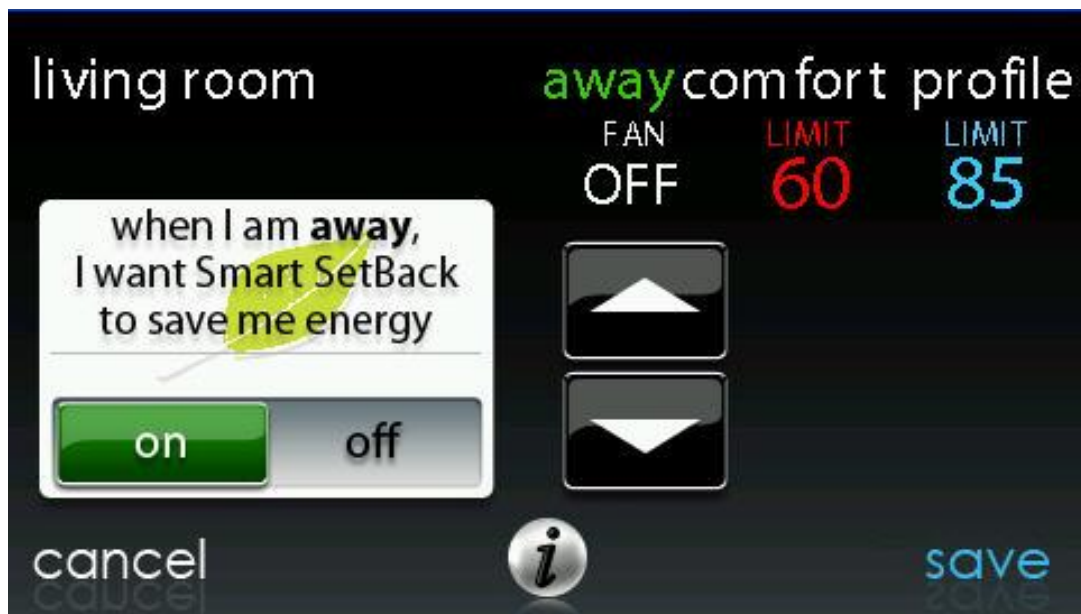 living room
away comfort profile
FAN
OFF
LIMIT
60
LIMIT
85
when I am away,
I want Smart SetBack
to save me energy
on
off
cancel
i
save